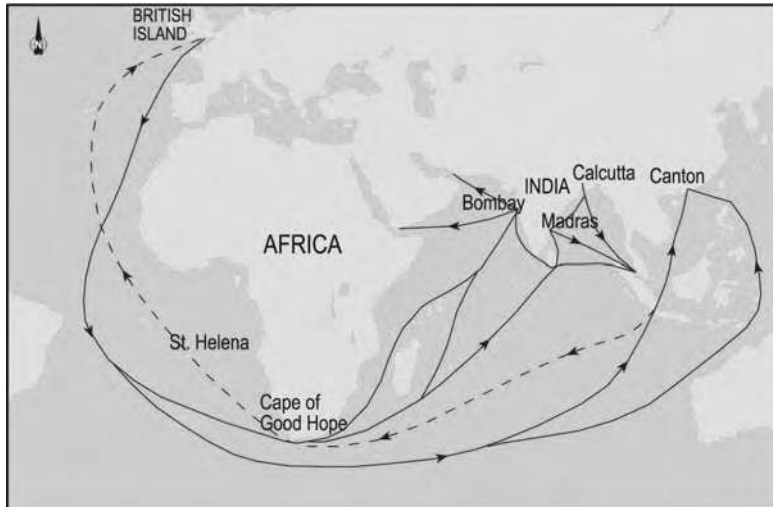 BRITISH
ISLAND
N
INDIA
Calcutta
Canton
Bombay
Madras
AFRICA
St. Helena
Cape of
Good Hope